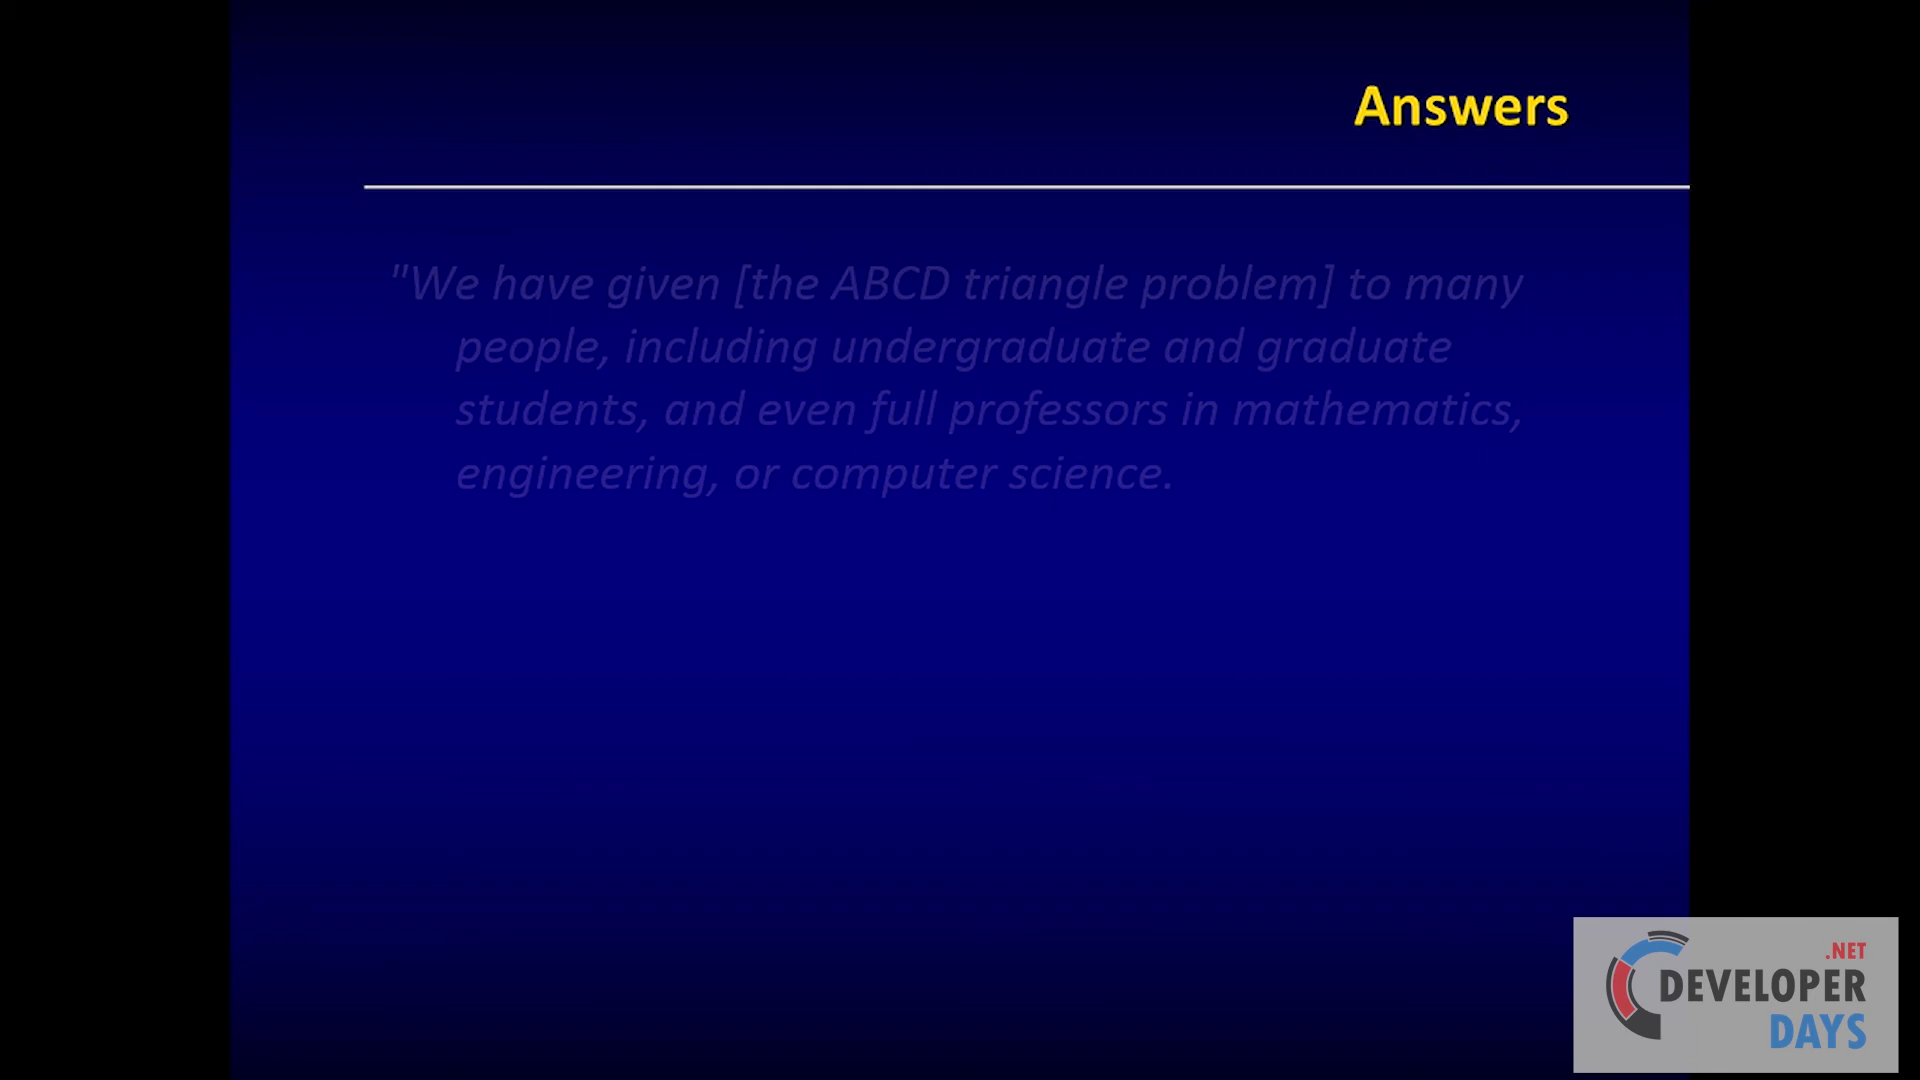 Answers
"We have given [the ABCD triangle problem] to many
people, including undergraduate and graduate
students, and even full professors in mathematics,
engineering, or computer science.
.NET
DEVELOPER
DAYS